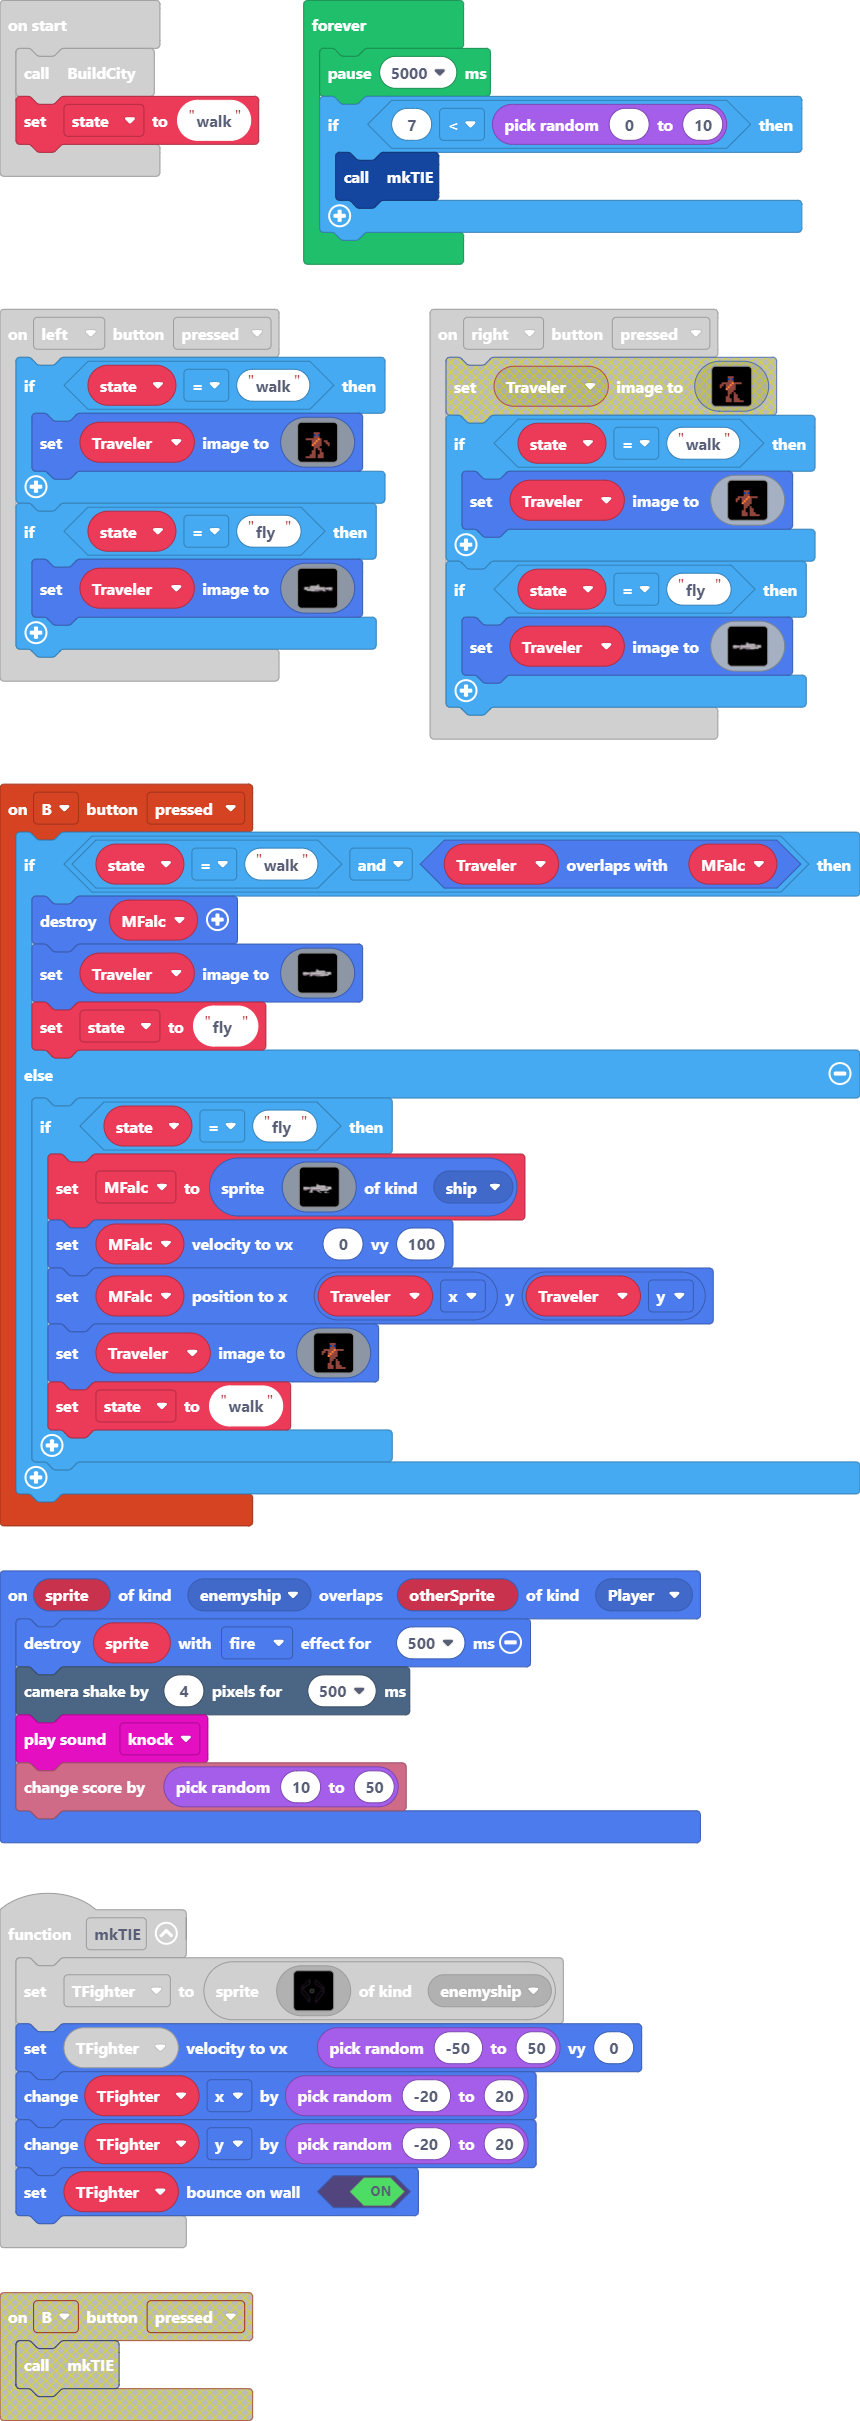 on start
call BuildCity
set state to "walk"
forever
pause 5000 ms
if 7 < pick random 0 to 10 then
call mkTIE
on left button pressed
if state = "walk" then
set Traveler image to
if state = "fly" then
set Traveler image to
on right button pressed
set Traveler image to
if state = "walk" then
set Traveler image to
if state = "fly" then
set Traveler image to
on B button pressed
if state = "walk" and Traveler overlaps with MFalc then
destroy MFalc
set Traveler image to
set state to "fly"
else
if state = "fly" then
set MFalc to sprite of kind ship
set MFalc velocity to vx 0 vy 100
set MFalc position to x Traveler x y Traveler y
set Traveler image to
set state to "walk"
on sprite of kind enemyship overlaps otherSprite of kind Player
destroy sprite with fire effect for 500 ms
camera shake by 4 pixels for 500 ms
play sound knock
change score by pick random 10 to 50
function mkTIE
set TFighter to sprite of kind enemyship
set TFighter velocity to vx pick random -50 to 50 vy 0
change TFighter x by pick random -20 to 20
change TFighter y by pick random -20 to 20
set TFighter bounce on wall ON
on B button pressed
call mkTIE